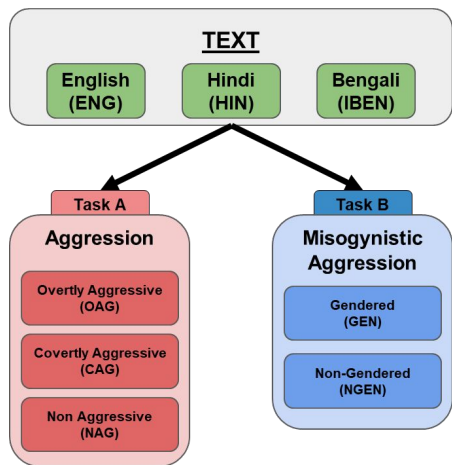 TEXT
English
(ENG)
Hindi
(HIN)
Bengali
(IBEN)
Task A
Aggression
Overtly Aggressive
(OAG)
Covertly Aggressive
(CAG)
Non Aggressive
(NAG)
Task B
Misogynistic
Aggression
Gendered
(GEN)
Non-Gendered
(NGEN)